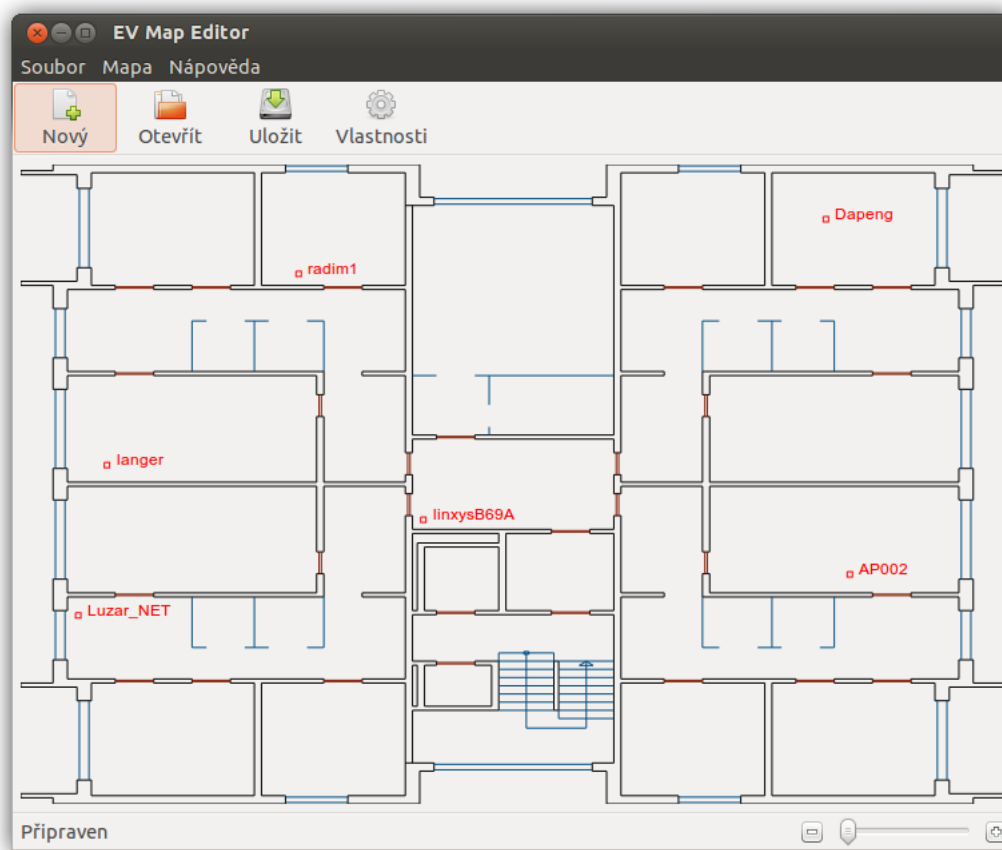 EV Map Editor
Soubor Mapa Nápověda
Nový Otevřít Uložit Vlastnosti
Dapeng
radim1
langer
linxysB69A
AP002
Luzar_NET
Připraven